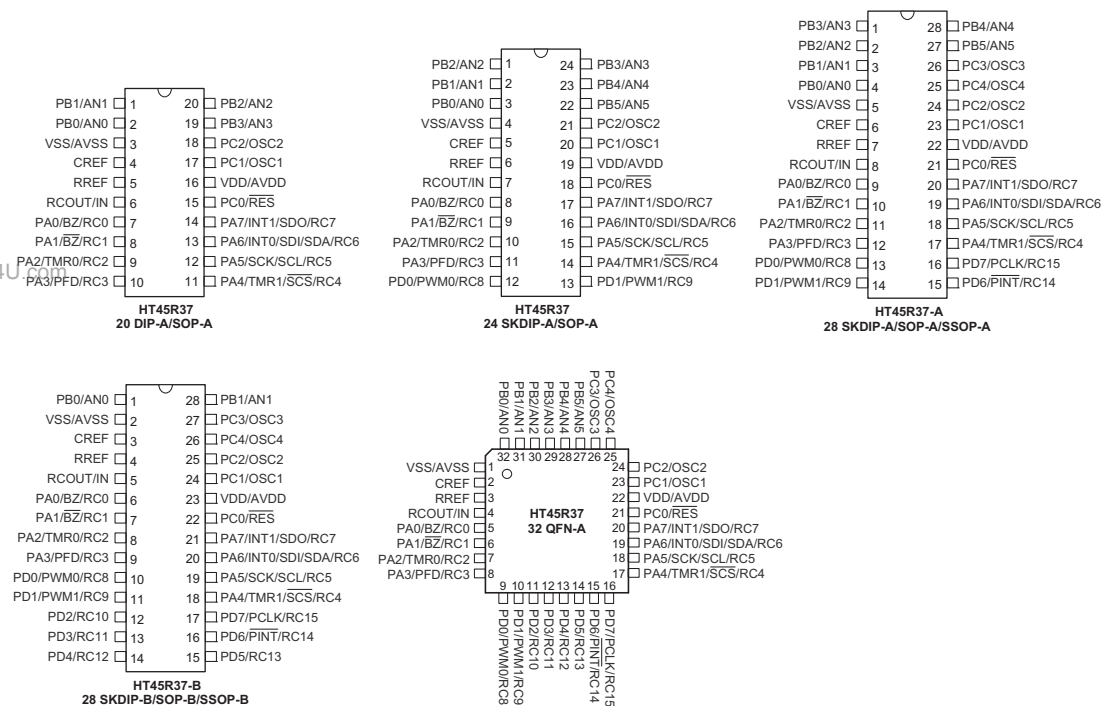 PB1/AN1 1 20 PB2/AN2
PB0/AN0 2 19 PB3/AN3
VSS/AVSS 3 18 PC2/OSC2
CREF 4 17 PC1/OSC1
RREF 5 16 VDD/AVDD
RCOUT/IN 6 15 PC0/RES
PA0/BZ/RC0 7 14 PA7/INT1/SDO/RC7
PA1/BZ/RC1 8 13 PA6/INT0/SDI/SDA/RC6
PA2/TMR0/RC2 9 12 PA5/SCK/SCL/RC5
4U.com
PA3/PFD/RC3 10 11 PA4/TMR1/SCS/RC4
HT45R37
20 DIP-A/SOP-A
PB2/AN2 1 24 PB3/AN3
PB1/AN1 2 23 PB4/AN4
PB0/AN0 3 22 PB5/AN5
VSS/AVSS 4 21 PC2/OSC2
CREF 5 20 PC1/OSC1
RREF 6 19 VDD/AVDD
RCOUT/IN 7 18 PC0/RES
PA0/BZ/RC0 8 17 PA7/INT1/SDO/RC7
PA1/BZ/RC1 9 16 PA6/INT0/SDI/SDA/RC6
PA2/TMR0/RC2 10 15 PA5/SCK/SCL/RC5
PA3/PFD/RC3 11 14 PA4/TMR1/SCS/RC4
PD0/PWM0/RC8 12 13 PD1/PWM1/RC9
HT45R37
24 SKDIP-A/SOP-A
PB3/AN3 1 28 PB4/AN4
PB2/AN2 2 27 PB5/AN5
PB1/AN1 3 26 PC3/OSC3
PB0/AN0 4 25 PC4/OSC4
VSS/AVSS 5 24 PC2/OSC2
CREF 6 23 PC1/OSC1
RREF 7 22 VDD/AVDD
RCOUT/IN 8 21 PC0/RES
PA0/BZ/RC0 9 20 PA7/INT1/SDO/RC7
PA1/BZ/RC1 10 19 PA6/INT0/SDI/SDA/RC6
PA2/TMR0/RC2 11 18 PA5/SCK/SCL/RC5
PA3/PFD/RC3 12 17 PA4/TMR1/SCS/RC4
PD0/PWM0/RC8 13 16 PD7/PCLK/RC15
PD1/PWM1/RC9 14 15 PD6/PINT/RC14
HT45R37-A
28 SKDIP-A/SOP-A/SSOP-A
PB0/AN0 1 28 PB1/AN1
VSS/AVSS 2 27 PC3/OSC3
CREF 3 26 PC4/OSC4
RREF 4 25 PC2/OSC2
RCOUT/IN 5 24 PC1/OSC1
PA0/BZ/RC0 6 23 VDD/AVDD
PA1/BZ/RC1 7 22 PC0/RES
PA2/TMR0/RC2 8 21 PA7/INT1/SDO/RC7
PA3/PFD/RC3 9 20 PA6/INT0/SDI/SDA/RC6
PD0/PWM0/RC8 10 19 PA5/SCK/SCL/RC5
PD1/PWM1/RC9 11 18 PA4/TMR1/SCS/RC4
PD2/RC10 12 17 PD7/PCLK/RC15
PD3/RC11 13 16 PD6/PINT/RC14
PD4/RC12 14 15 PD5/RC13
HT45R37-B
28 SKDIP-B/SOP-B/SSOP-B
PB0/AN0 PB1/AN1 PB2/AN2 PB3/AN3 PB4/AN4 PB5/AN5 PC3/OSC3 PC4/OSC4
32 31 30 29 28 27 26 25
VSS/AVSS 1 24 PC2/OSC2
CREF 2 23 PC1/OSC1
RREF 3 22 VDD/AVDD
RCOUT/IN 4 21 PC0/RES
PA0/BZ/RC0 5 20 PA7/INT1/SDO/RC7
PA1/BZ/RC1 6 19 PA6/INT0/SDI/SDA/RC6
PA2/TMR0/RC2 7 18 PA5/SCK/SCL/RC5
PA3/PFD/RC3 8 17 PA4/TMR1/SCS/RC4
HT45R37
32 QFN-A
9 10 11 12 13 14 15 16
PD0/PWM0/RC8 PD1/PWM1/RC9 PD2/RC10 PD3/RC11 PD4/RC12 PD5/RC13 PD6/PINT/RC14 PD7/PCLK/RC15